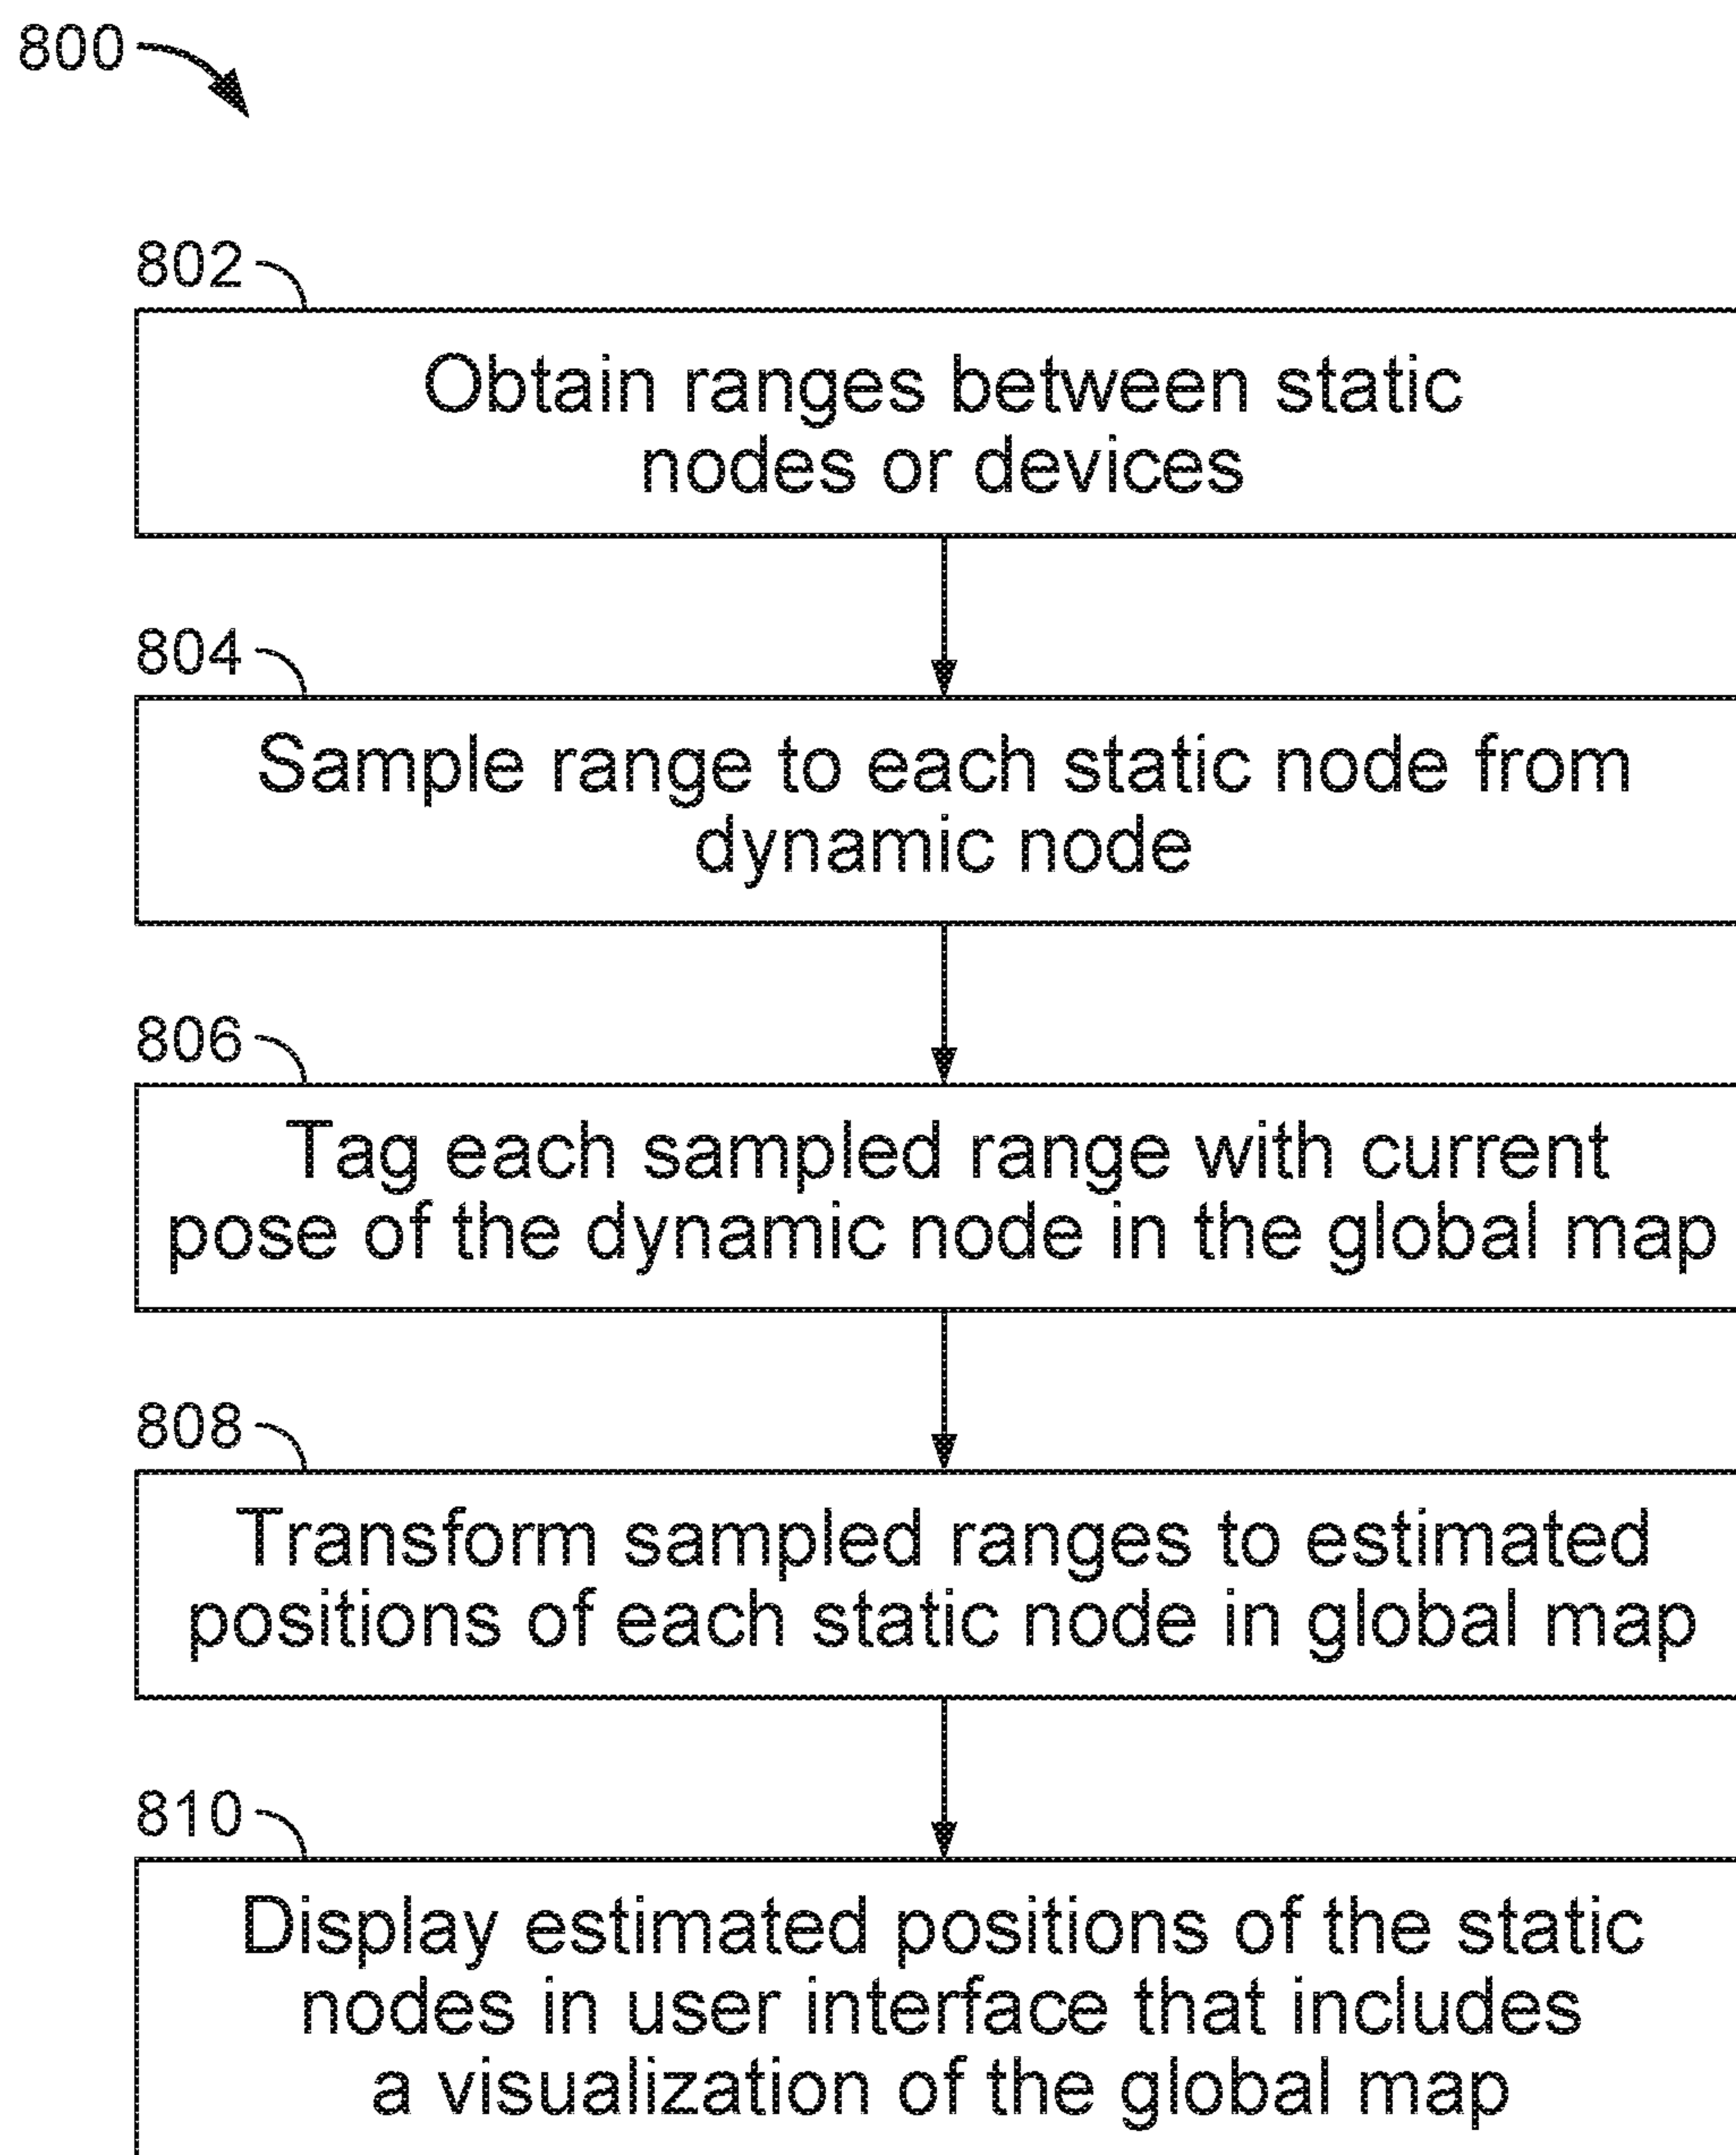 800
802
Obtain ranges between static
nodes or devices
804
Sample range to each static node from
dynamic node
806
Tag each sampled range with current
pose of the dynamic node in the global map
808
Transform sampled ranges to estimated
positions of each static node in global map
810
Display estimated positions of the static
nodes in user interface that includes
a visualization of the global map